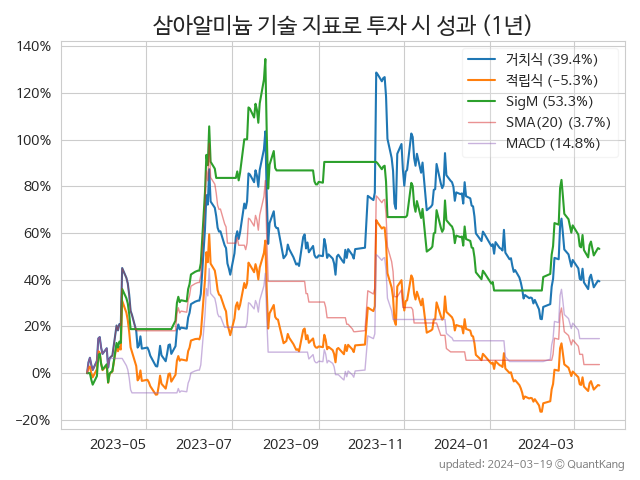 삼아알미늄 기술 지표로 투자 시 성과 (1년)
140%
120%
100%
80%
60%
40%
20%
0%
−20%
거치식 (39.4%)
적립식 (−5.3%)
SigM (53.3%)
SMA(20) (3.7%)
MACD (14.8%)
2023-05 2023-07 2023-09 2023-11 2024-01 2024-03
updated: 2024-03-19 © QuantKang